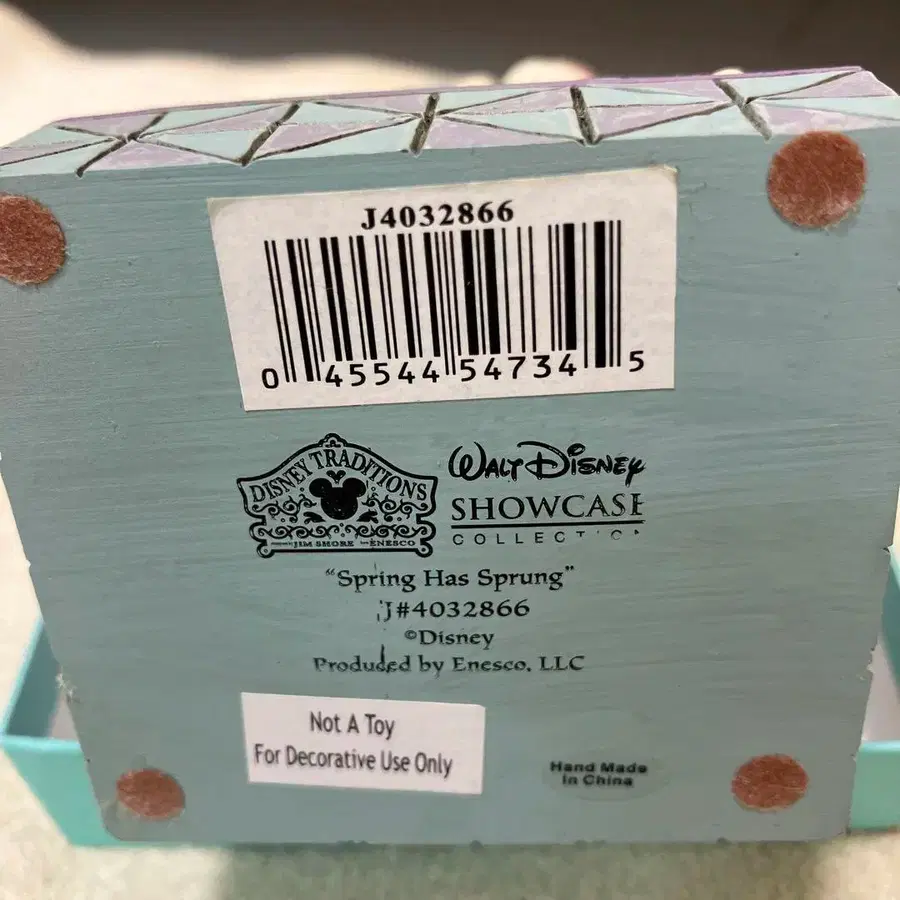 J4032866
0 45544 54734 5
DISNEY TRADITIONS
JIM SHORE ENESCO
WALT DISNEY
SHOWCASE
COLLECTION
"Spring Has Sprung"
J#4032866
©Disney
Produced by Enesco, LLC
Not A Toy
For Decorative Use Only
Hand Made
in China